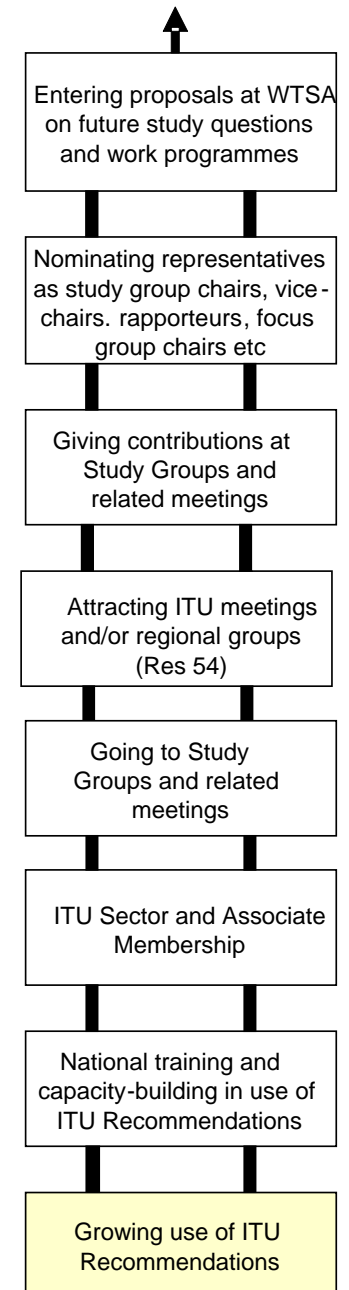 Entering proposals at WTSA
on future study questions
and work programmes
Nominating representatives
as study group chairs, vice-
chairs. rapporteurs, focus
group chairs etc
Giving contributions at
Study Groups and
related meetings
Attracting ITU meetings
and/or regional groups
(Res 54)
Going to Study
Groups and related
meetings
ITU Sector and Associate
Membership
National training and
capacity-building in use of
ITU Recommendations
Growing use of ITU
Recommendations